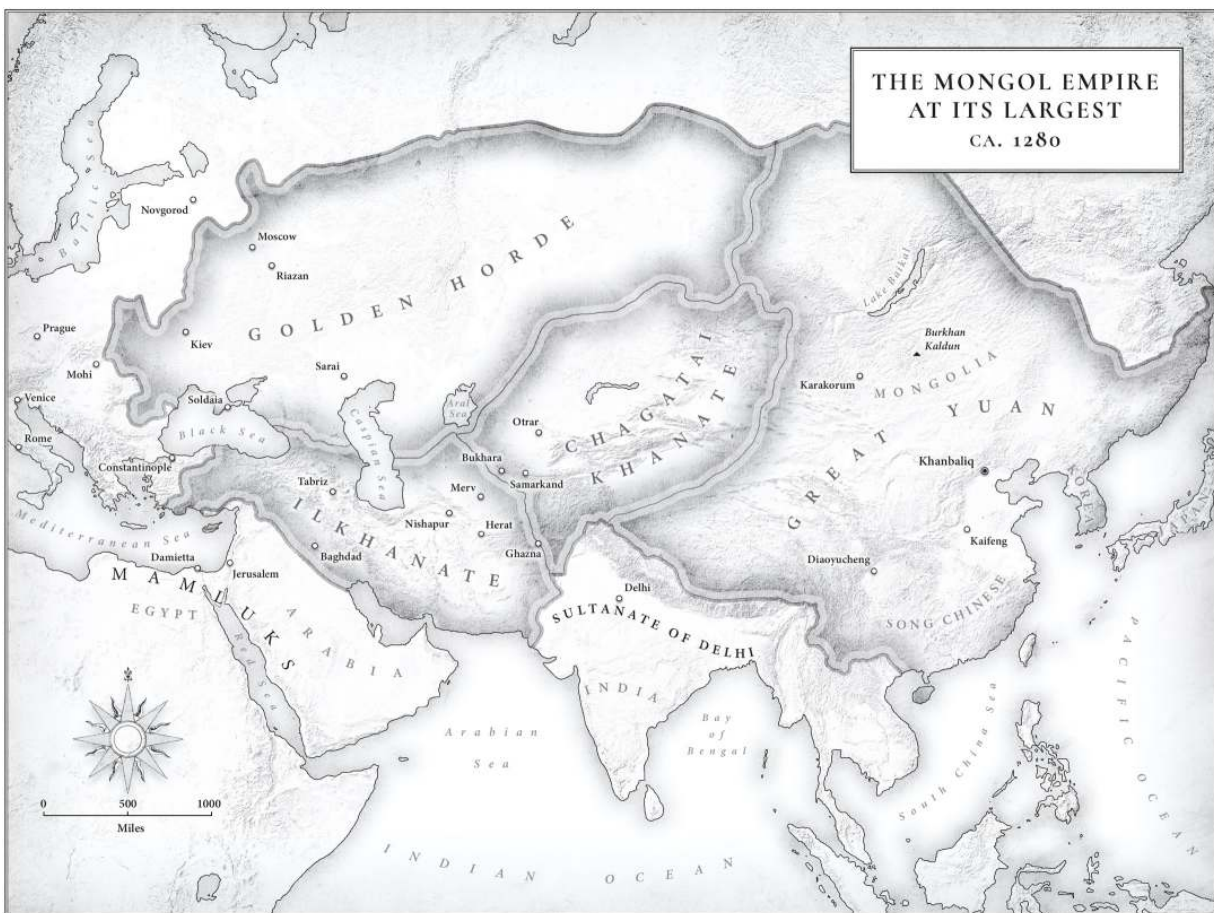 THE MONGOL EMPIRE
AT ITS LARGEST
CA. 1280
Baltic Sea
Novgorod
Moscow
Riazan
GOLDEN HORDE
Lake Baikal
Prague
Kiev
Burkhan
Kaldun
Mohi
Sarai
Karakorum
MONGOLIA
Venice
Soldaia
Aral
Sea
CHAGATAI
KHANATE
GREAT YUAN
Black Sea
Caspian Sea
Otrar
Rome
Constantinople
Bukhara
Samarkand
Khanbaliq
Tabriz
Merv
KOREA
JAPAN
Mediterranean Sea
ILKHANATE
Nishapur
Herat
Kaifeng
Damietta
Baghdad
Ghazna
Jerusalem
Diaoyucheng
MAMLUKS
Delhi
EGYPT
ARABIA
SULTANATE OF DELHI
SONG CHINESE
Red Sea
INDIA
PACIFIC OCEAN
Arabian
Sea
Bay
of
Bengal
South China Sea
0 500 1000
Miles
INDIAN OCEAN